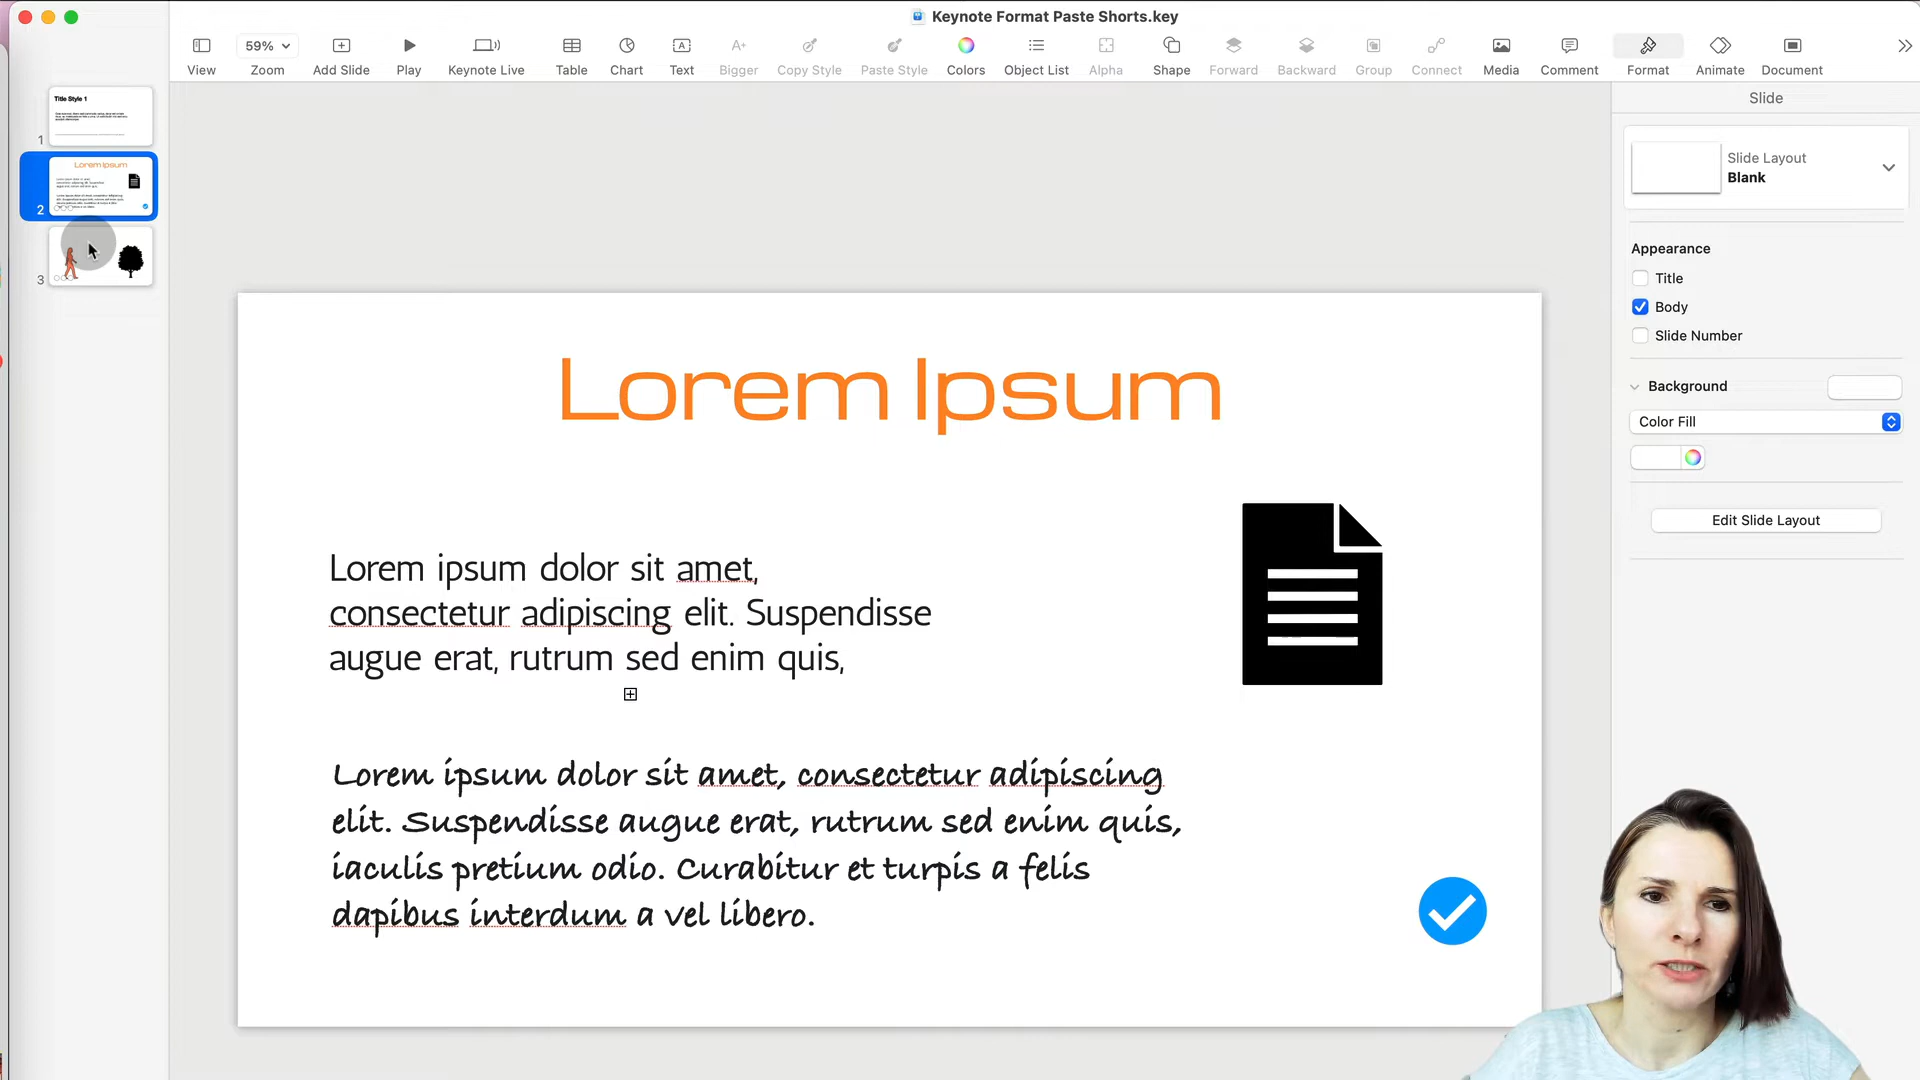 Keynote Format Paste Shorts.key
59%
View
Zoom
Add Slide
Play
Keynote Live
Table
Chart
Text
Bigger
Copy Style
Paste Style
Colors
Object List
Alpha
Shape
Forward
Backward
Group
Connect
Media
Comment
Format
Animate
Document
Title Style 1
1
Lorem Ipsum
2
3
Lorem Ipsum
Lorem ipsum dolor sit amet,
consectetur adipiscing elit. Suspendisse
augue erat, rutrum sed enim quis,
Lorem ipsum dolor sit amet, consectetur adipiscing
elit. Suspendisse augue erat, rutrum sed enim quis,
iaculis pretium odio. Curabitur et turpis a felis
dapibus interdum a vel libero.
Slide
Slide Layout
Blank
Appearance
Title
Body
Slide Number
Background
Color Fill
Edit Slide Layout